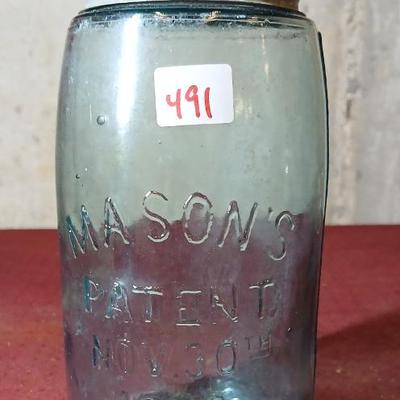 491
MASON'S
PATENT
NOV. 30TH